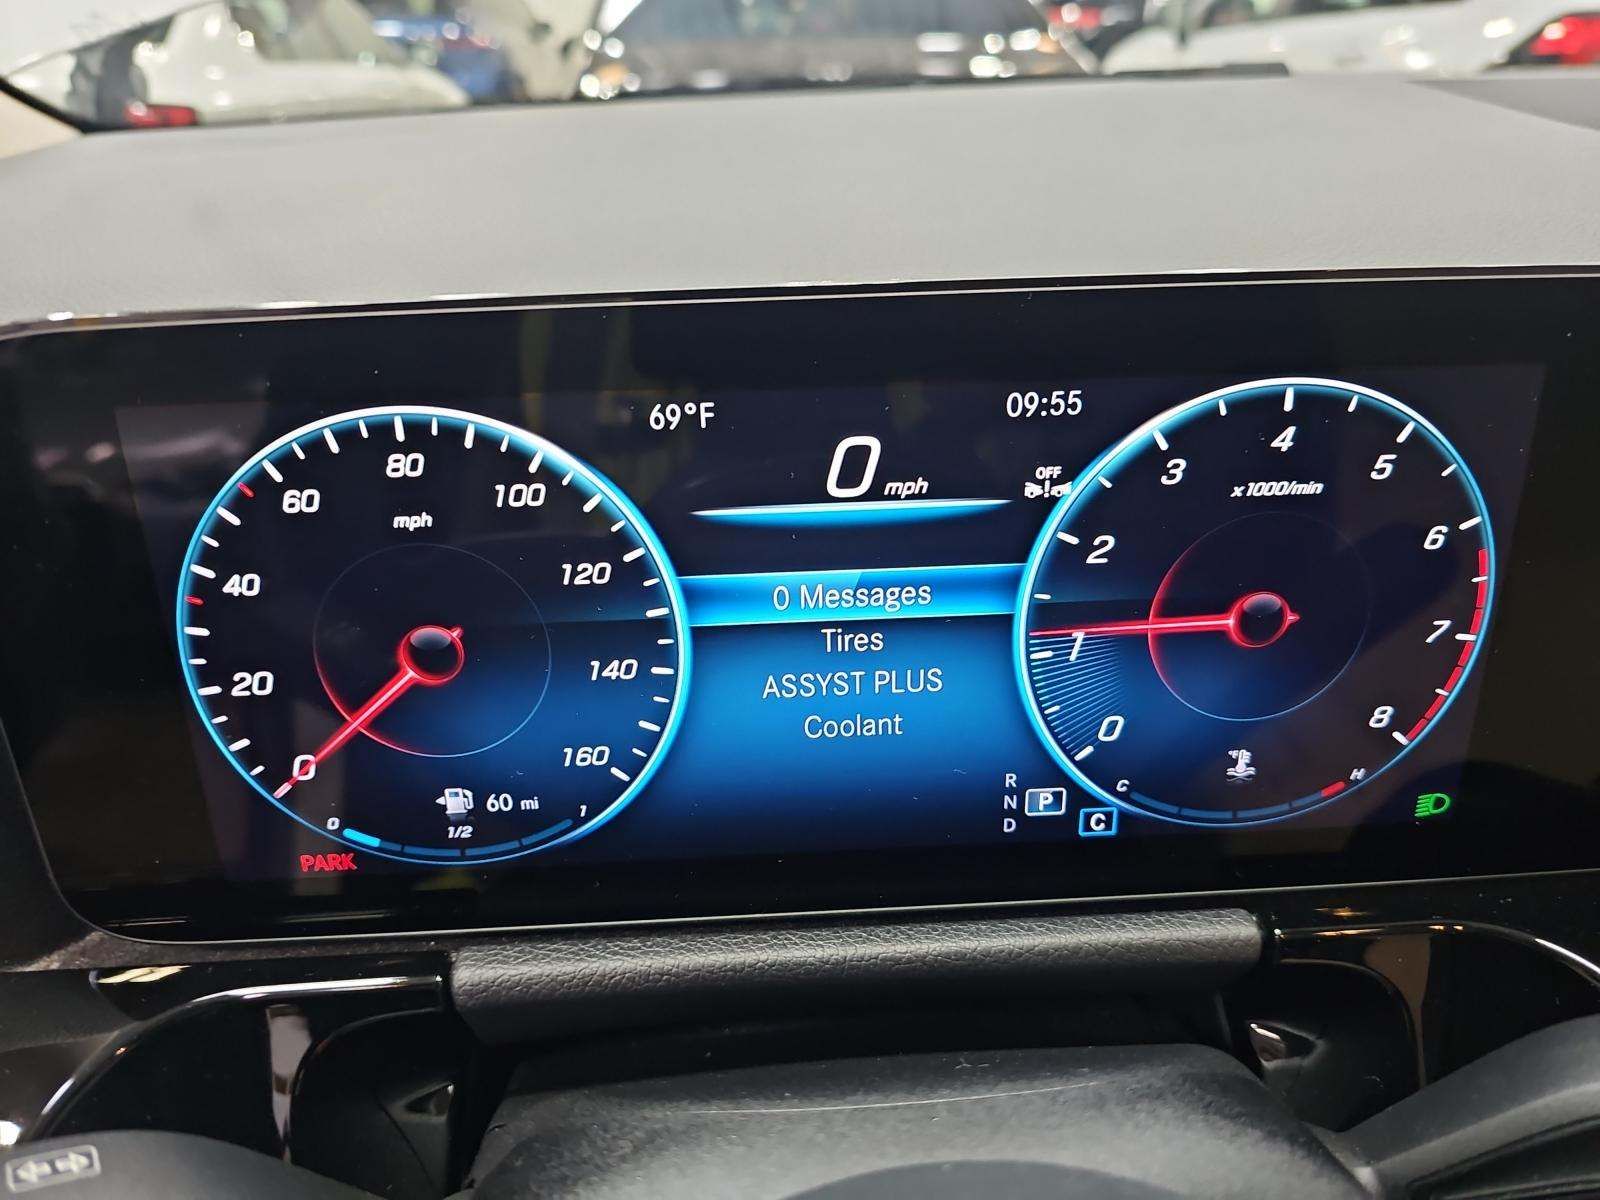 69°F
09:55
0 mph
OFF
0 Messages
Tires
ASSYST PLUS
Coolant
0
20
40
60
80
100
120
140
160
mph
60 mi
0
1/2
1
PARK
R
N
D
P
C
0
1
2
3
4
5
6
7
8
x1000/min
°F
C
H